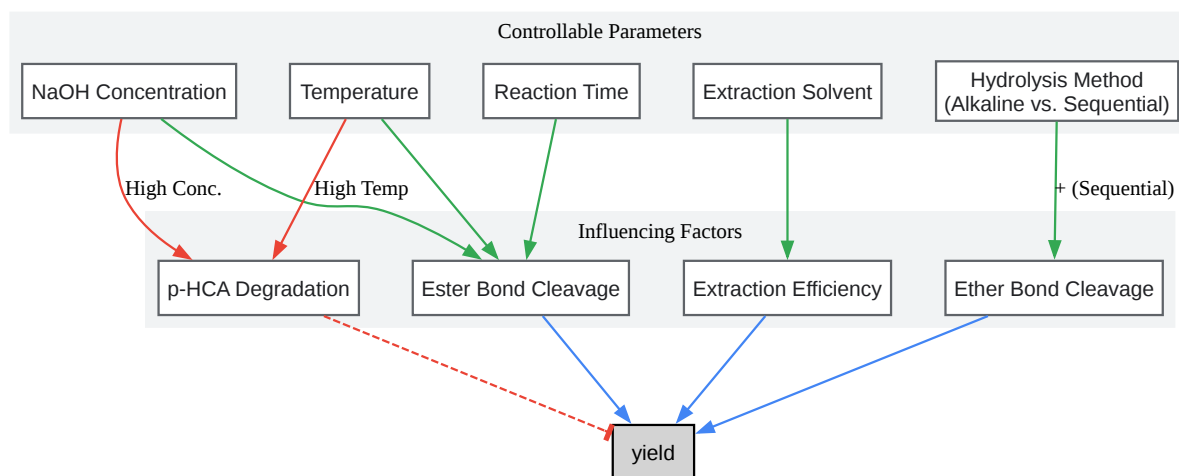 Controllable Parameters
NaOH Concentration
Temperature
Reaction Time
Extraction Solvent
Hydrolysis Method
(Alkaline vs. Sequential)
High Conc.
High Temp
+ (Sequential)
Influencing Factors
p-HCA Degradation
Ester Bond Cleavage
Extraction Efficiency
Ether Bond Cleavage
yield